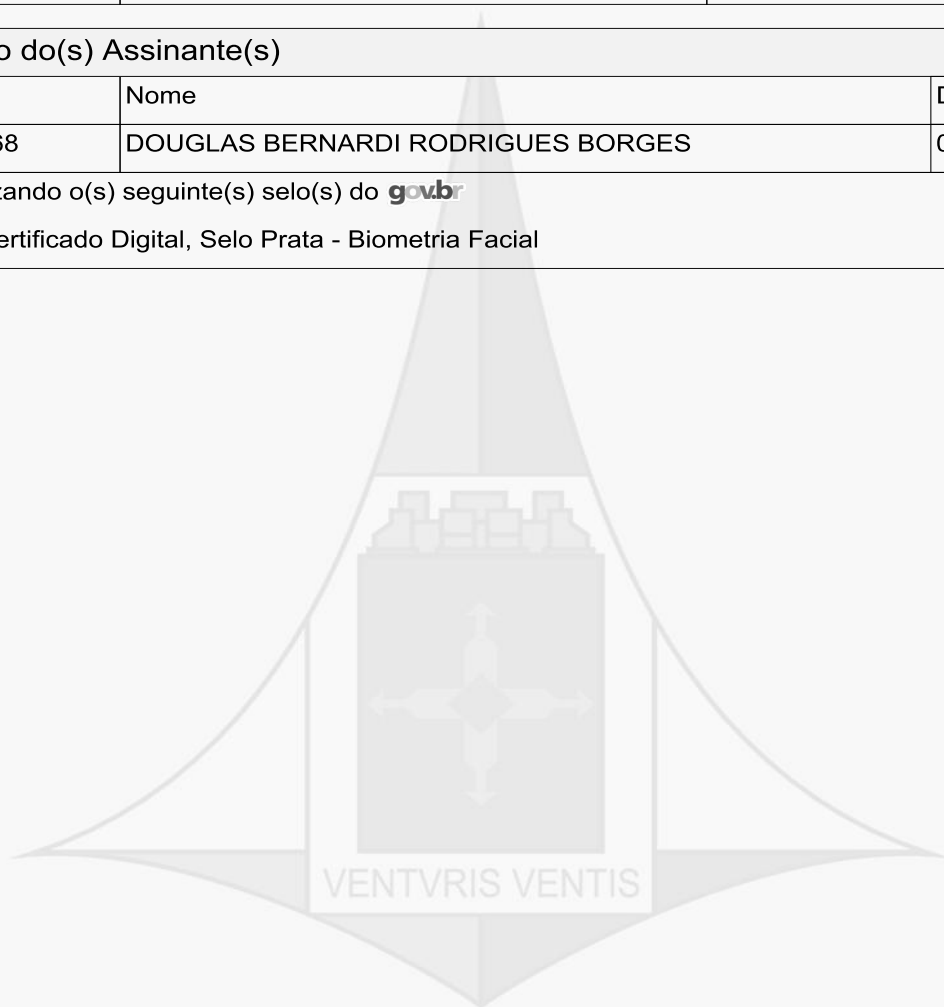 o do(s) Assinante(s)
Nome
68 DOUGLAS BERNARDI RODRIGUES BORGES
zando o(s) seguinte(s) selo(s) do gov.br
ertificado Digital, Selo Prata - Biometria Facial
VENTVRIS VENTIS